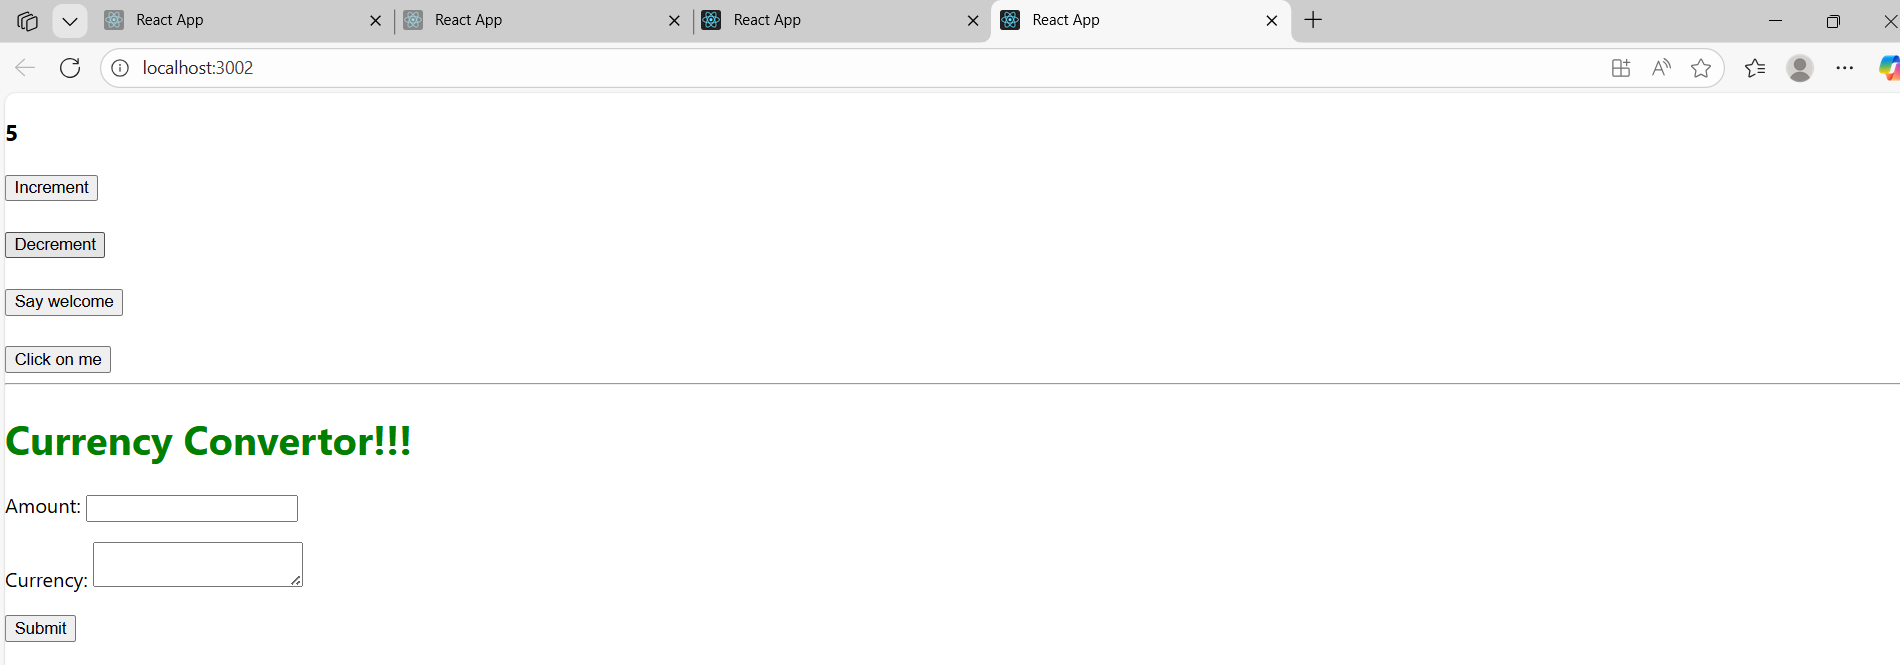 React App React App React App React App
localhost:3002
5
Increment
Decrement
Say welcome
Click on me
Currency Convertor!!!
Amount:
Currency:
Submit